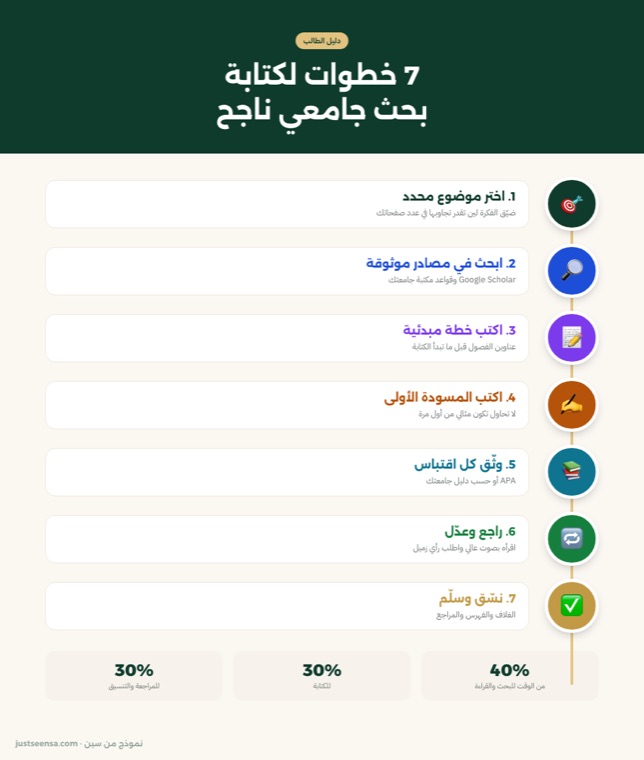 دليل الطالب
7 خطوات لكتابة
بحث جامعي ناجح
1. اختر موضوع محدد
ضيّق الفكرة لين تقدر تجاوبها في عدد صفحاتك
2. ابحث في مصادر موثوقة
Google Scholar وقواعد مكتبة جامعتك
3. اكتب خطة مبدئية
عناوين الفصول قبل ما تبدأ الكتابة
4. اكتب المسودة الأولى
لا تحاول تكون مثالي من أول مرة
5. وثّق كل اقتباس
APA أو حسب دليل جامعتك
6. راجع وعدّل
اقرأه بصوت عالي واطلب رأي زميل
7. نسّق وسلّم
الغلاف والفهرس والمراجع
40%
من الوقت للبحث والقراءة
30%
للكتابة
30%
للمراجعة والتنسيق
نموذج من سين · justseensa.com